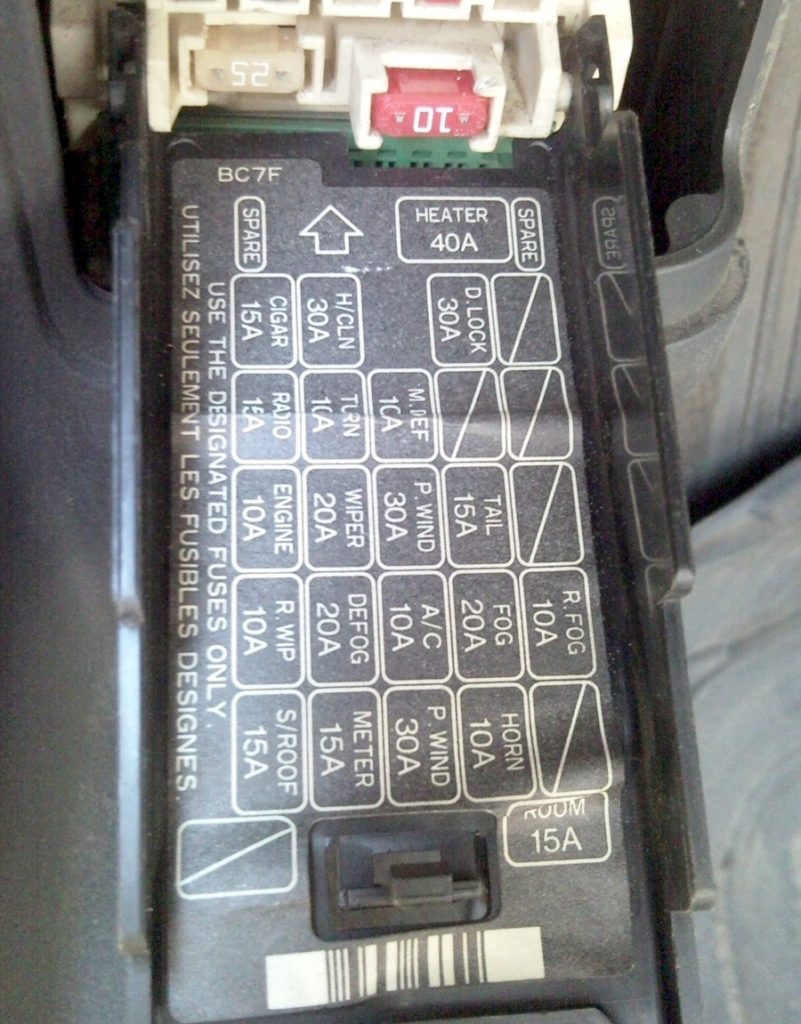 25
10
BC7F
SPARE
HEATER
40A
SPARE
SPARE
CIGAR
15A
H/CLN
30A
D.LOCK
30A
RADIO
15A
TURN
10A
M.DEF
10A
ENGINE
10A
WIPER
20A
P.WIND
30A
TAIL
15A
R.WIP
10A
DEFOG
20A
A/C
10A
FOG
20A
R.FOG
10A
S/ROOF
15A
METER
15A
P.WIND
30A
HORN
10A
ROOM
15A
USE THE DESIGNATED FUSES ONLY.
UTILISEZ SEULEMENT LES FUSIBLES DESIGNES.